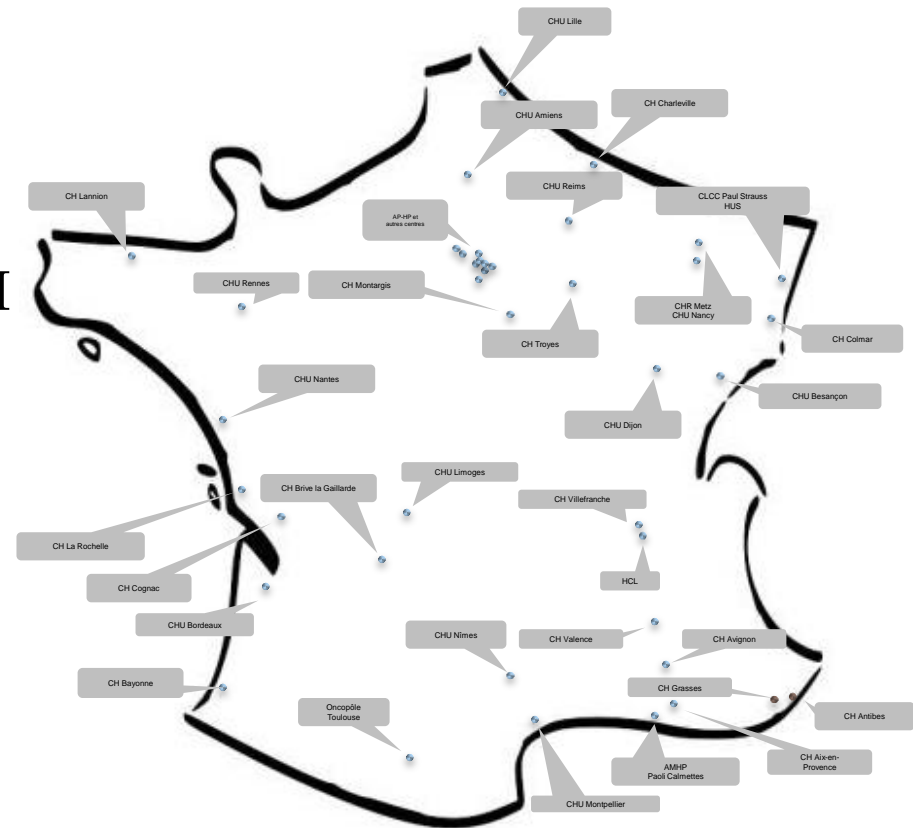 CHU Lille
CH Charleville
CHU Amiens
CHU Reims
CH Lannion
CLCC Paul Strauss
HUS
AP-HP et
autres centres
CHU Rennes
CH Montargis
CHR Metz
CHU Nancy
CH Troyes
CH Colmar
CHU Nantes
CHU Besançon
CHU Dijon
CHU Limoges
CH Brive la Gaillarde
CH Villefranche
CH La Rochelle
HCL
CH Cognac
CHU Bordeaux
CHU Nîmes
CH Valence
CH Avignon
CH Bayonne
CH Grasses
Oncopôle
Toulouse
CH Antibes
CH Aix-en-
Provence
AMHP
Paoli Calmettes
CHU Montpellier